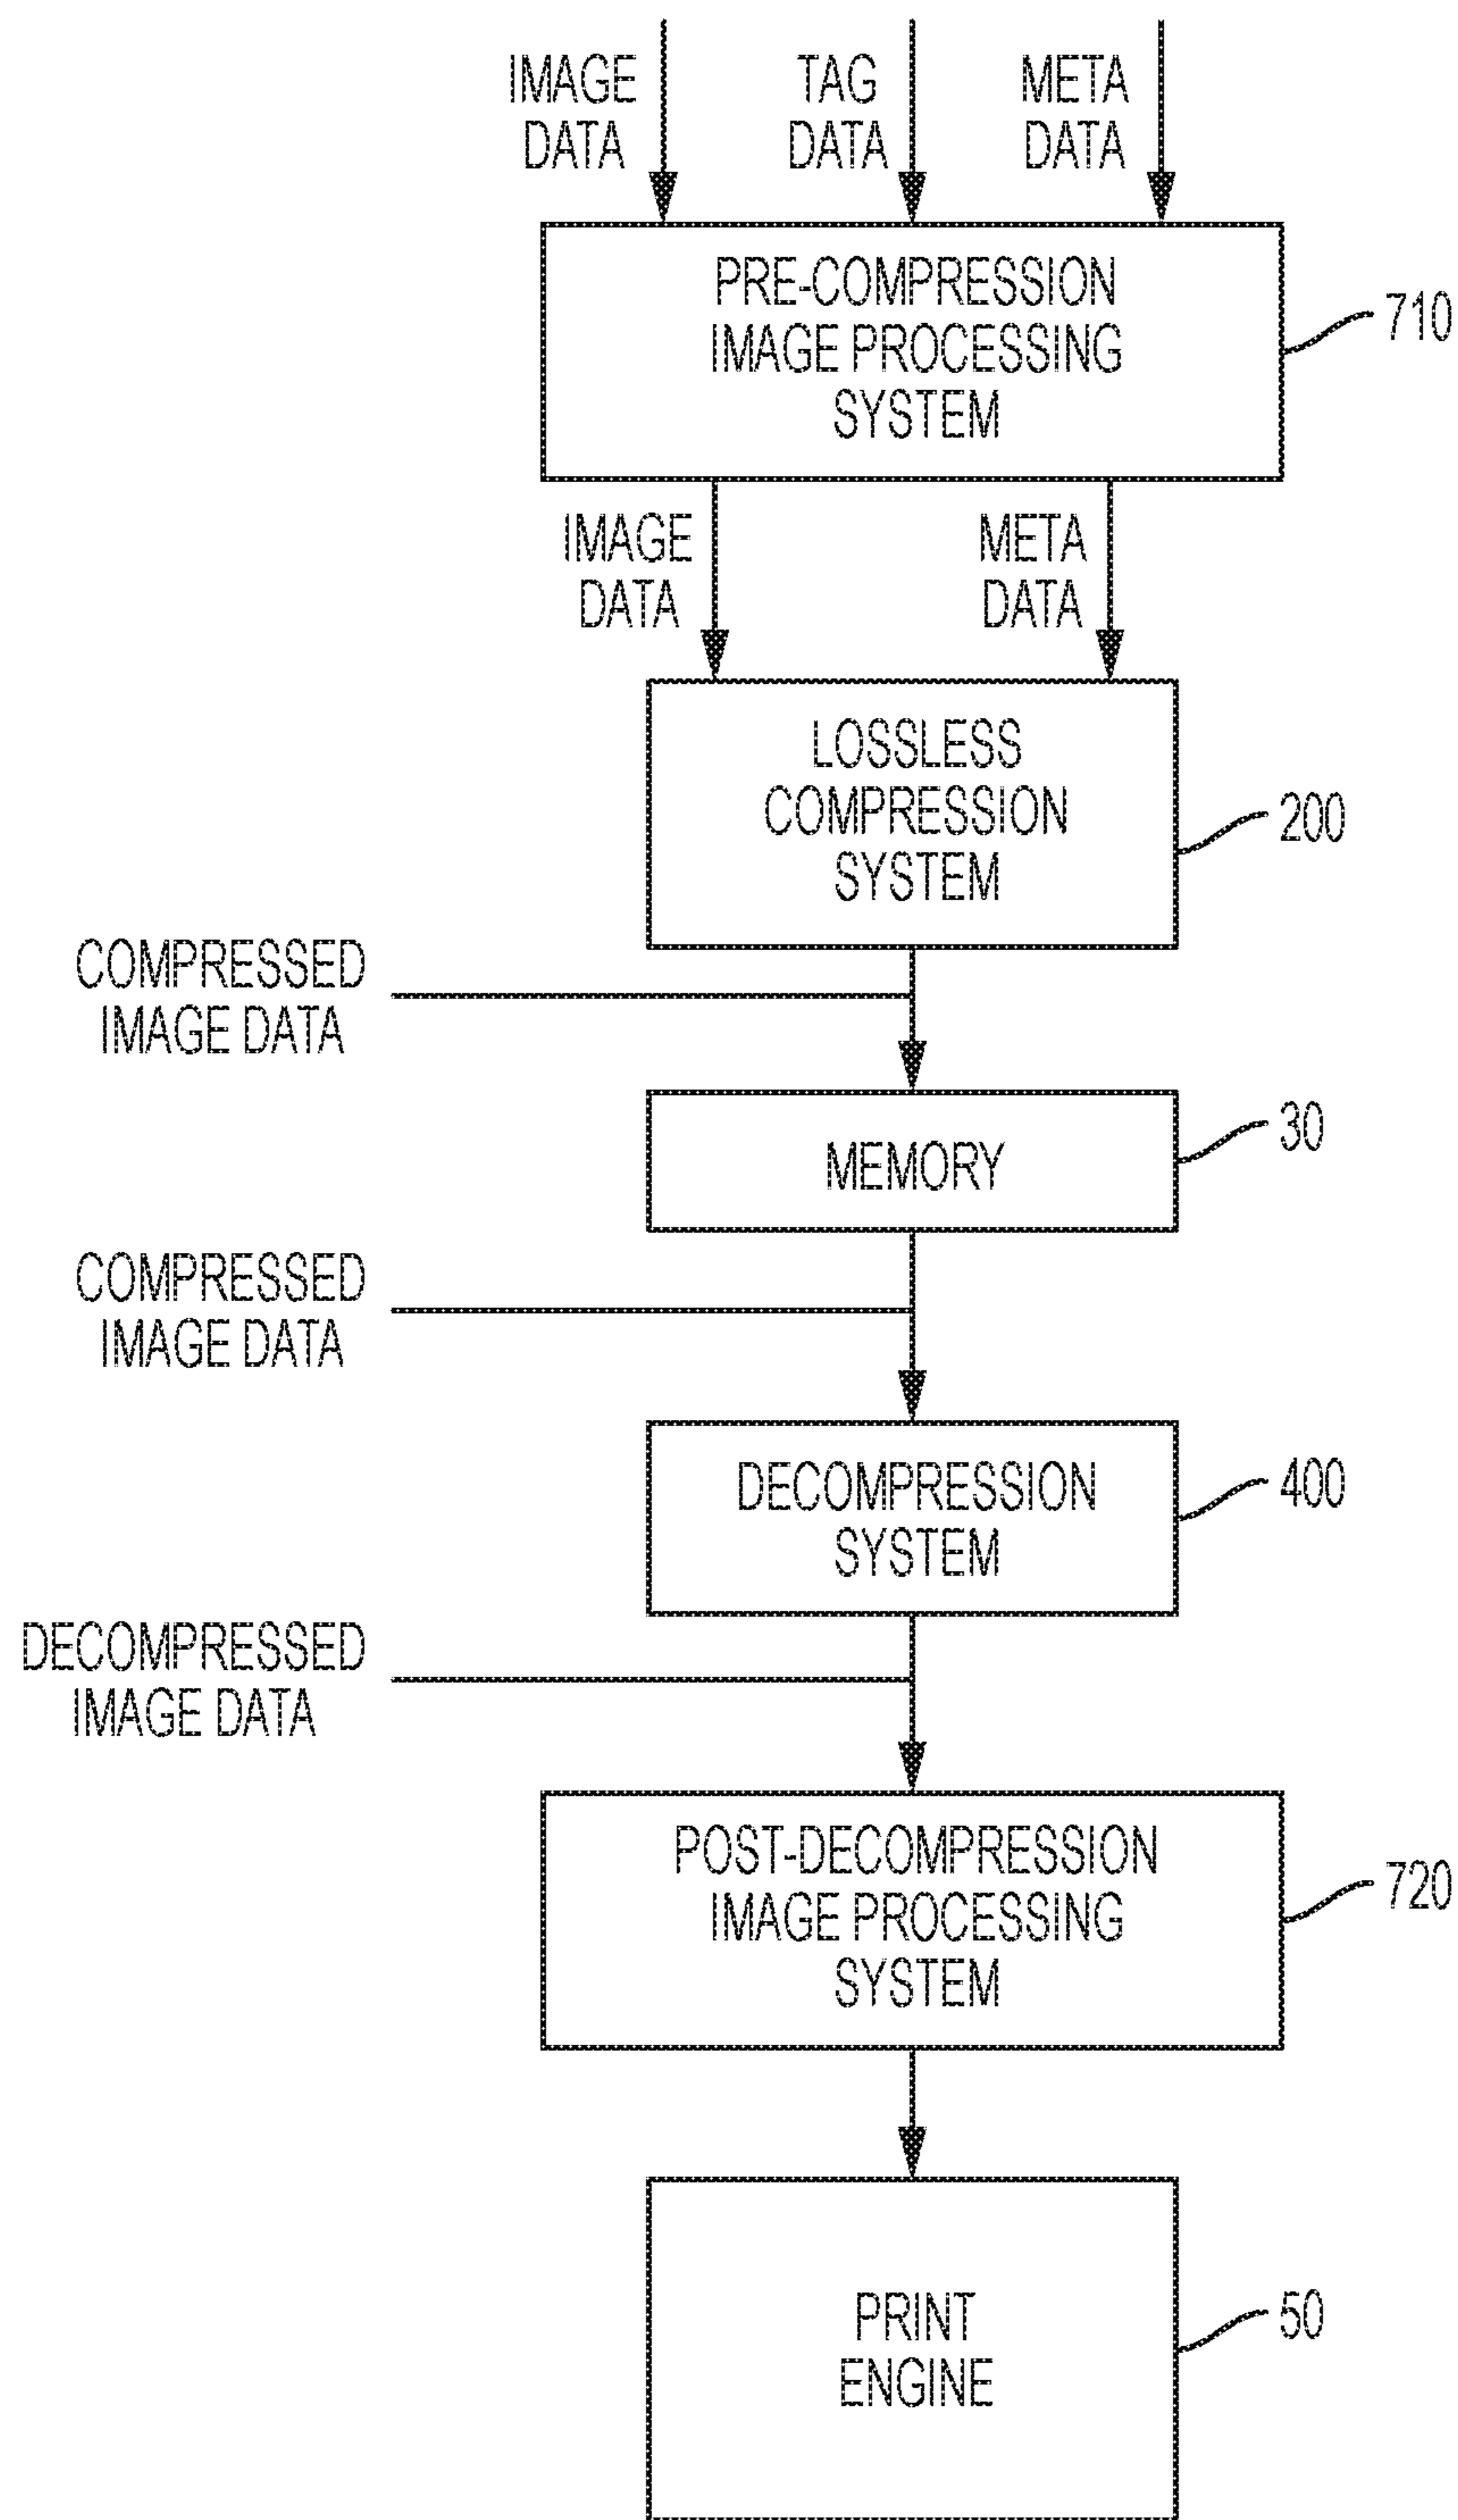 IMAGE
DATA
TAG
DATA
META
DATA
PRE-COMPRESSION
IMAGE PROCESSING
SYSTEM
710
IMAGE
DATA
META
DATA
LOSSLESS
COMPRESSION
SYSTEM
200
COMPRESSED
IMAGE DATA
MEMORY
30
COMPRESSED
IMAGE DATA
DECOMPRESSION
SYSTEM
400
DECOMPRESSED
IMAGE DATA
POST-DECOMPRESSION
IMAGE PROCESSING
SYSTEM
720
PRINT
ENGINE
50